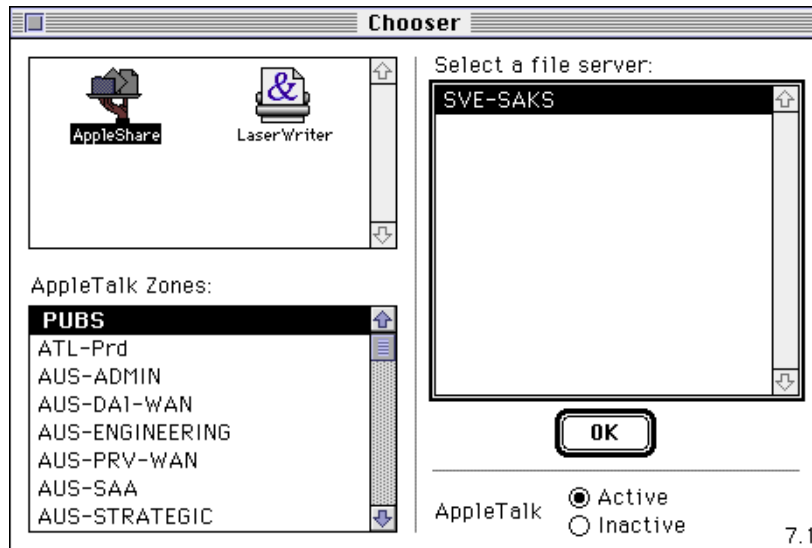 Chooser
AppleShare
LaserWriter
Select a file server:
SVE-SAKS
AppleTalk Zones:
PUBS
ATL-Prd
AUS-ADMIN
AUS-DA1-WAN
AUS-ENGINEERING
AUS-PRV-WAN
AUS-SAA
AUS-STRATEGIC
OK
AppleTalk
Active
Inactive
7.1